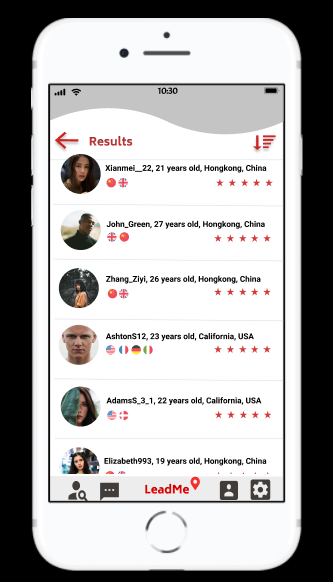 10:30
Results
Xianmei__22, 21 years old, Hongkong, China
John_Green, 27 years old, Hongkong, China
Zhang_Ziyi, 26 years old, Hongkong, China
AshtonS12, 23 years old, California, USA
AdamsS_3_1, 22 years old, California, USA
Elizabeth993, 19 years old, Hongkong, China
LeadMe